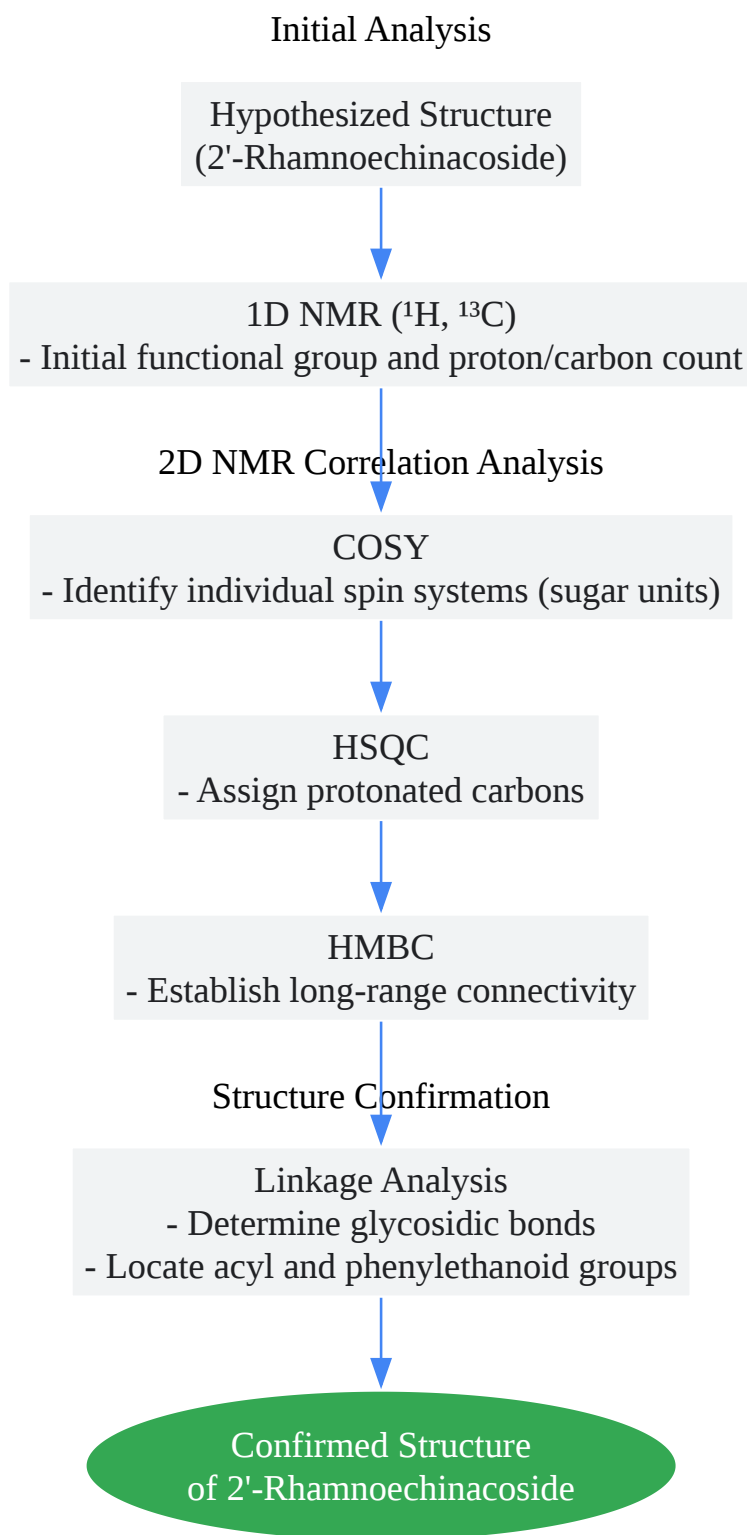 Initial Analysis
Hypothesized Structure
(2'-Rhamnoechinacoside)
1D NMR (¹H, ¹³C)
- Initial functional group and proton/carbon count
2D NMR Correlation Analysis
COSY
- Identify individual spin systems (sugar units)
HSQC
- Assign protonated carbons
HMBC
- Establish long-range connectivity
Structure Confirmation
Linkage Analysis
- Determine glycosidic bonds
- Locate acyl and phenylethanoid groups
Confirmed Structure
of 2'-Rhamnoechinacoside